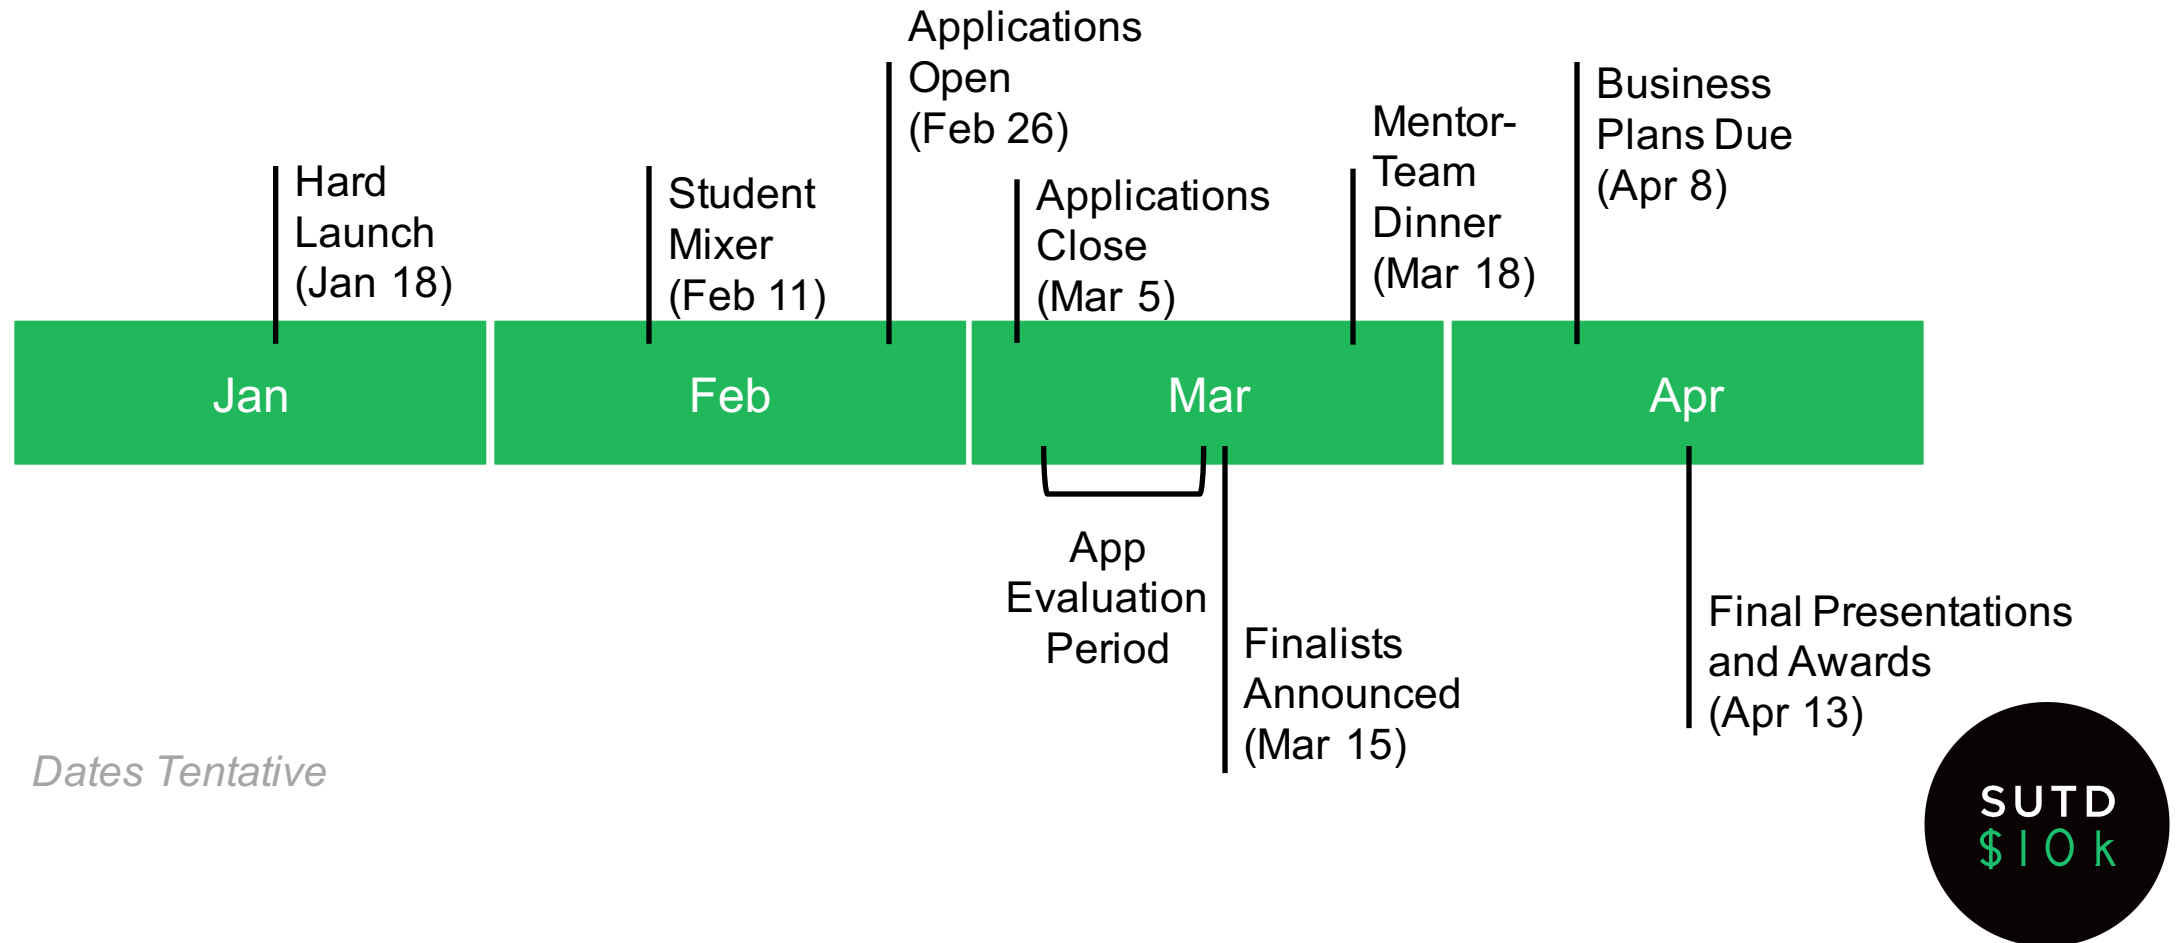 Applications
Open
(Feb 26)
Hard
Launch
(Jan 18)
Student
Mixer
(Feb 11)
Applications
Close
(Mar 5)
Mentor-
Team
Dinner
(Mar 18)
Business
Plans Due
(Apr 8)
Jan
Feb
Mar
Apr
App
Evaluation
Period
Finalists
Announced
(Mar 15)
Final Presentations
and Awards
(Apr 13)
Dates Tentative
SUTD
$10k